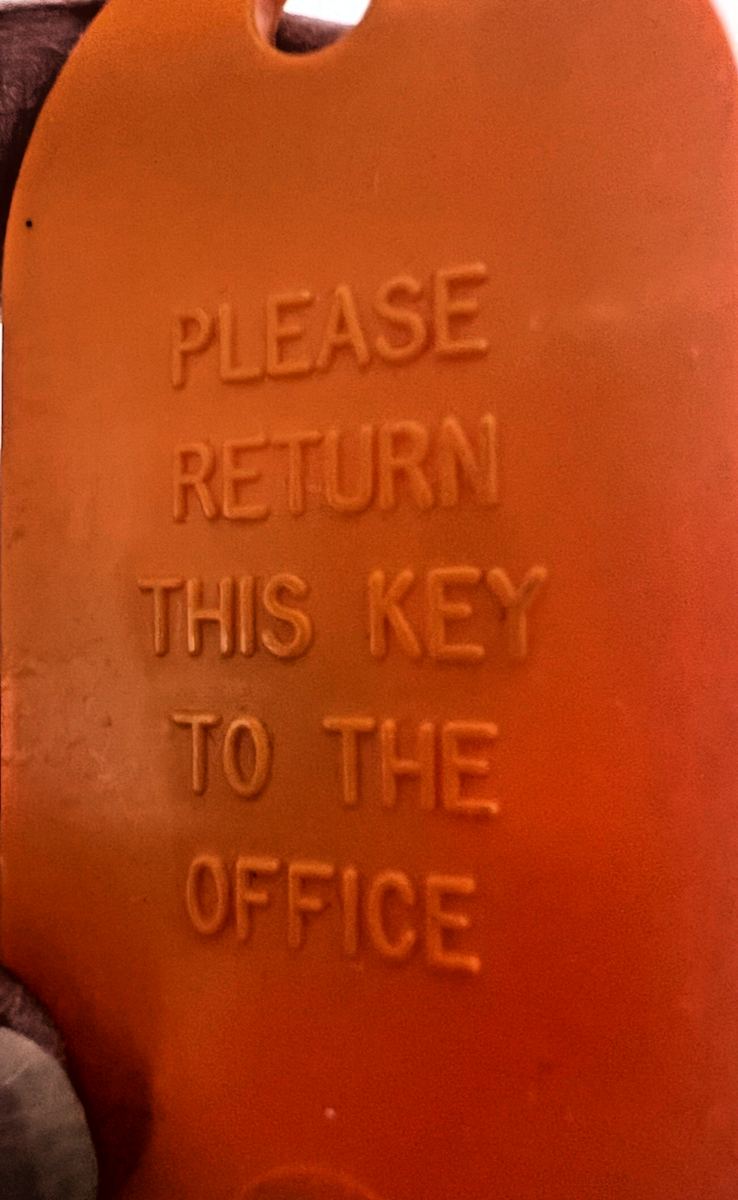 PLEASE
RETURN
THIS KEY
TO THE
OFFICE